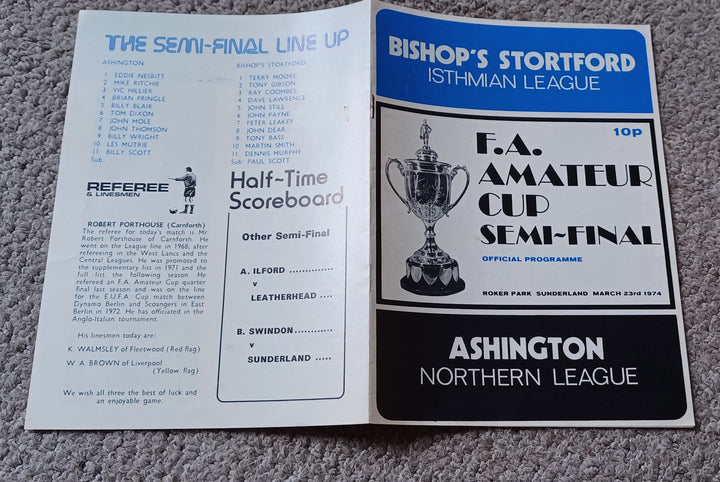 THE SEMI-FINAL LINE UP
ASHINGTON
1 EDDIE NESBITT
2 MIKE RITCHIE
3 VIC HILLIER
4 BRIAN PRINGLE
5 BILLY BLAIR
6 TOM DIXON
7 JOHN MOLE
8 JOHN THOMSON
9 BILLY WRIGHT
10 LES MUTRIE
11 BILLY SCOTT
Sub:
BISHOP'S STORTFORD
1 TERRY MOORE
2 TONY GIBSON
3 RAY COOMBES
4 DAVE LAWRENCE
5 JOHN STILL
6 JOHN PAYNE
7 PETER LEAKEY
8 JOHN DEAR
9 TONY BASS
10 MARTIN SMITH
11 DENNIS MURPHY
Sub: PAUL SCOTT
REFEREE
& LINESMEN
ROBERT PORTHOUSE (Carnforth)
The referee for today's match is Mr
Robert Porthouse of Carnforth. He
went on the League line in 1968, after
refereeing in the West Lancs and the
Central Leagues. He was promoted to
the supplementary list in 1971 and the
full list the following season. He
refereed an F.A. Amateur Cup quarter
final last season and was on the line
for the E.U.F.A. Cup match between
Dynamo Berlin and Scoangers in East
Berlin in 1972. He has officiated in the
Anglo-Italian tournament.
His linesmen today are:
K. WALMSLEY of Fleetwood (Red flag)
W. A. BROWN of Liverpool
(Yellow flag)
We wish all three the best of luck and
an enjoyable game.
Half~Time
Scoreboard
Other Semi-Final
A. ILFORD ..............
v
LEATHERHEAD ....
B. SWINDON............
v
SUNDERLAND .....
BISHOP'S STORTFORD
ISTHMIAN LEAGUE
10p
F.A.
AMATEUR
CUP
SEMI~FINAL
OFFICIAL PROGRAMME
ROKER PARK SUNDERLAND MARCH 23rd 1974
ASHINGTON
NORTHERN LEAGUE